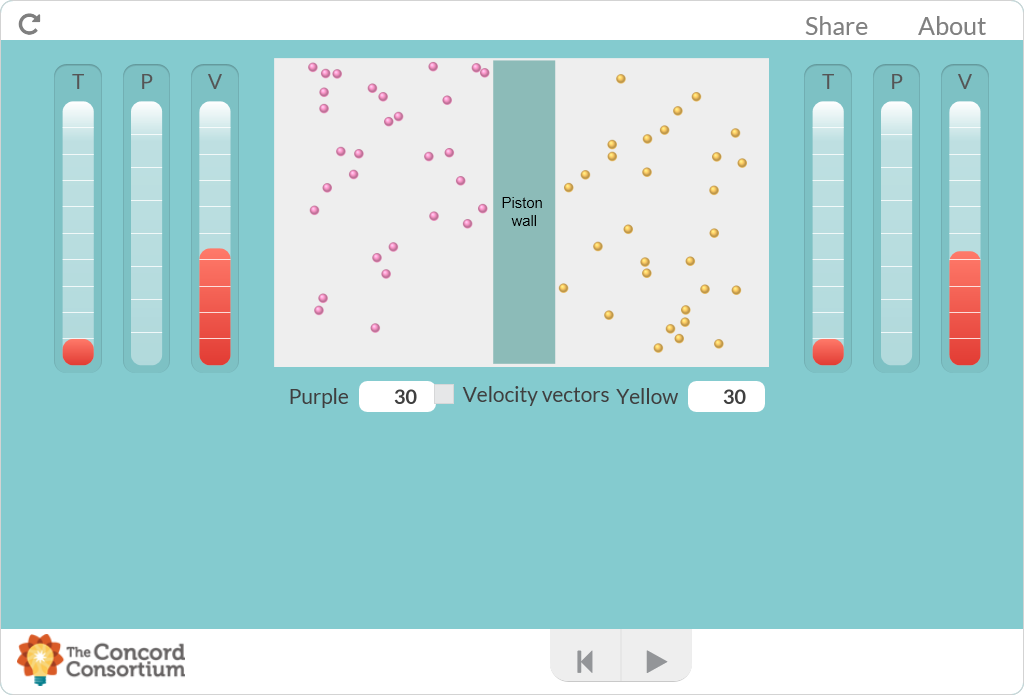 Share About
T P V
T P V
Piston
wall
Purple 30 Velocity vectors Yellow 30
The Concord
Consortium